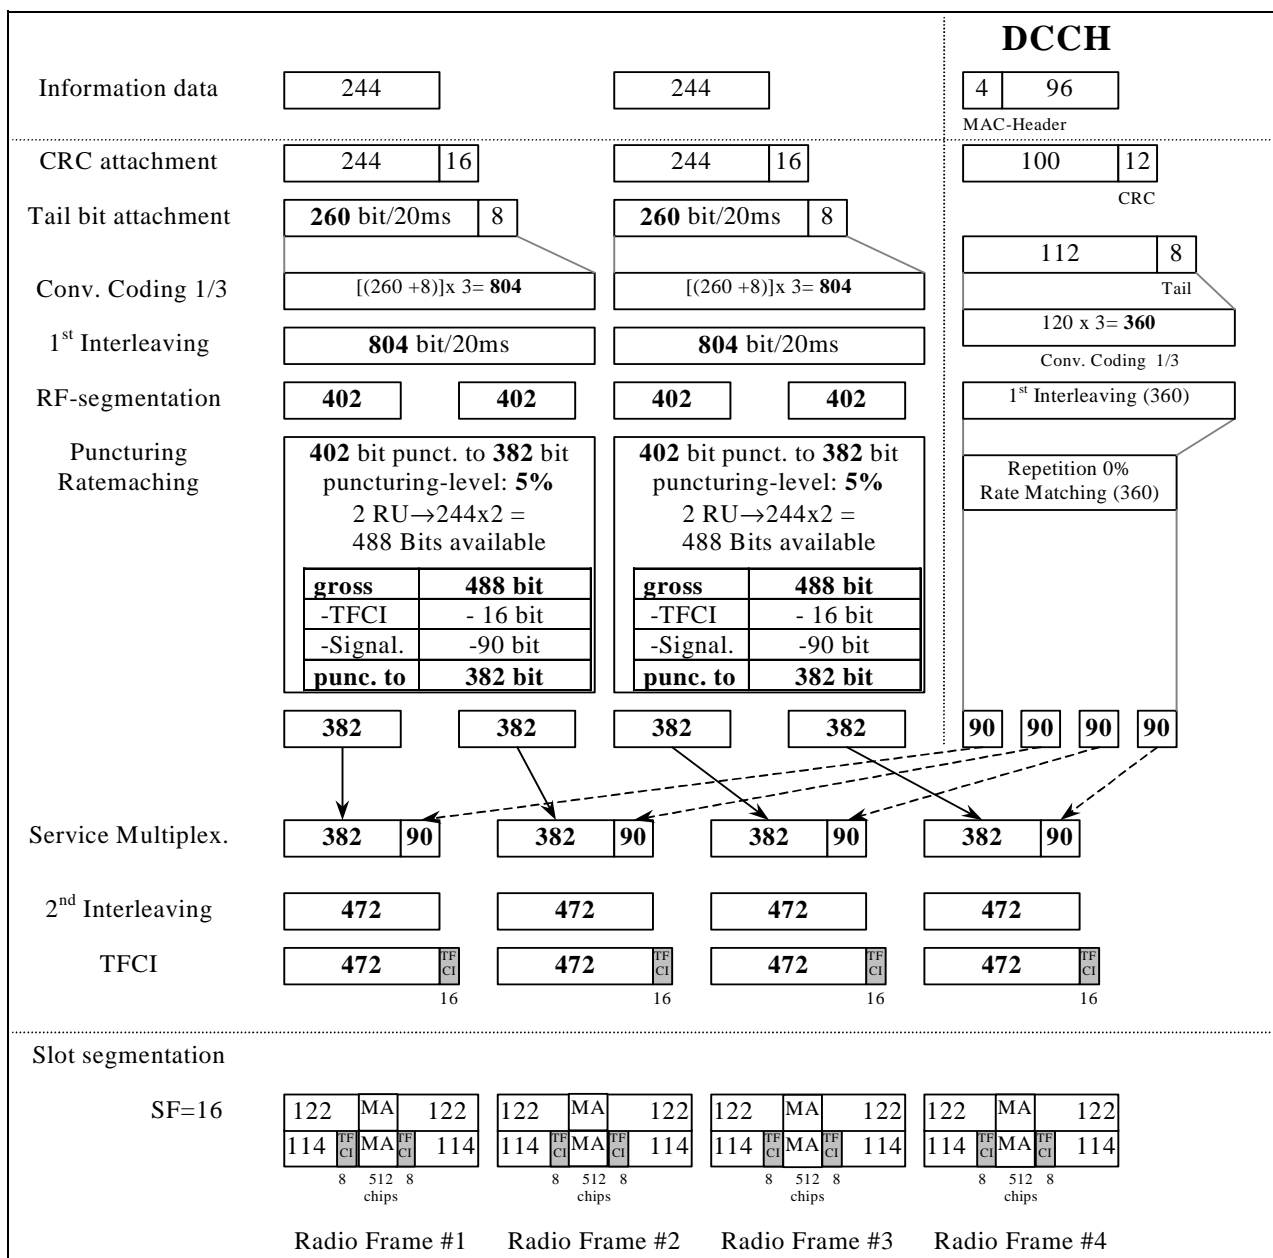 DCCH
Information data 244 244 4 96
MAC-Header
CRC attachment 244 16 244 16 100 12
CRC
Tail bit attachment 260 bit/20ms 8 260 bit/20ms 8
112 8
Tail
Conv. Coding 1/3 [(260 +8)]x 3= 804 [(260 +8)]x 3= 804
120 x 3= 360
Conv. Coding 1/3
1st Interleaving 804 bit/20ms 804 bit/20ms
RF-segmentation 402 402 402 402 1st Interleaving (360)
Puncturing
Ratemaching
402 bit punct. to 382 bit
puncturing-level: 5%
2 RU→244x2 =
488 Bits available
gross 488 bit
-TFCI - 16 bit
-Signal. -90 bit
punc. to 382 bit
402 bit punct. to 382 bit
puncturing-level: 5%
2 RU→244x2 =
488 Bits available
gross 488 bit
-TFCI - 16 bit
-Signal. -90 bit
punc. to 382 bit
Repetition 0%
Rate Matching (360)
382 382 382 382 90 90 90 90
Service Multiplex. 382 90 382 90 382 90 382 90
2nd Interleaving 472 472 472 472
TFCI 472 TF CI 472 TF CI 472 TF CI 472 TF CI
16 16 16 16
Slot segmentation
SF=16 122 MA 122 122 MA 122 122 MA 122 122 MA 122
114 TF CI MA TF CI 114 114 TF CI MA TF CI 114 114 TF CI MA TF CI 114 114 TF CI MA TF CI 114
8 512 8 8 512 8 8 512 8 8 512 8
chips chips chips chips
Radio Frame #1 Radio Frame #2 Radio Frame #3 Radio Frame #4